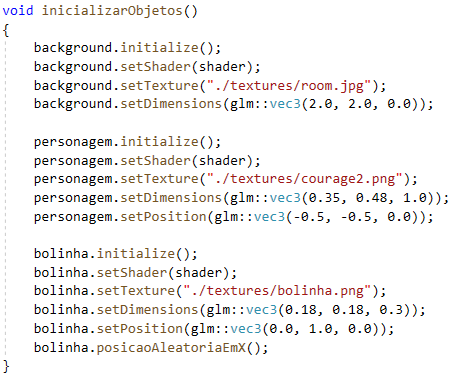 void inicializarObjetos()
{
    background.initialize();
    background.setShader(shader);
    background.setTexture("./textures/room.jpg");
    background.setDimensions(glm::vec3(2.0, 2.0, 0.0));

    personagem.initialize();
    personagem.setShader(shader);
    personagem.setTexture("./textures/courage2.png");
    personagem.setDimensions(glm::vec3(0.35, 0.48, 1.0));
    personagem.setPosition(glm::vec3(-0.5, -0.5, 0.0));

    bolinha.initialize();
    bolinha.setShader(shader);
    bolinha.setTexture("./textures/bolinha.png");
    bolinha.setDimensions(glm::vec3(0.18, 0.18, 0.3));
    bolinha.setPosition(glm::vec3(0.0, 1.0, 0.0));
    bolinha.posicaoAleatoriaEmX();
}